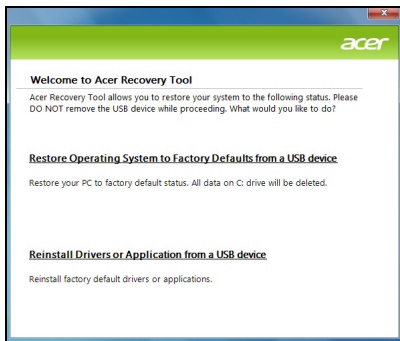 acer
Welcome to Acer Recovery Tool
Acer Recovery Tool allows you to restore your system to the following status. Please
DO NOT remove the USB device while proceeding. What would you like to do?
Restore Operating System to Factory Defaults from a USB device
Restore your PC to factory default status. All data on C: drive will be deleted.
Reinstall Drivers or Application from a USB device
Reinstall factory default drivers or applications.